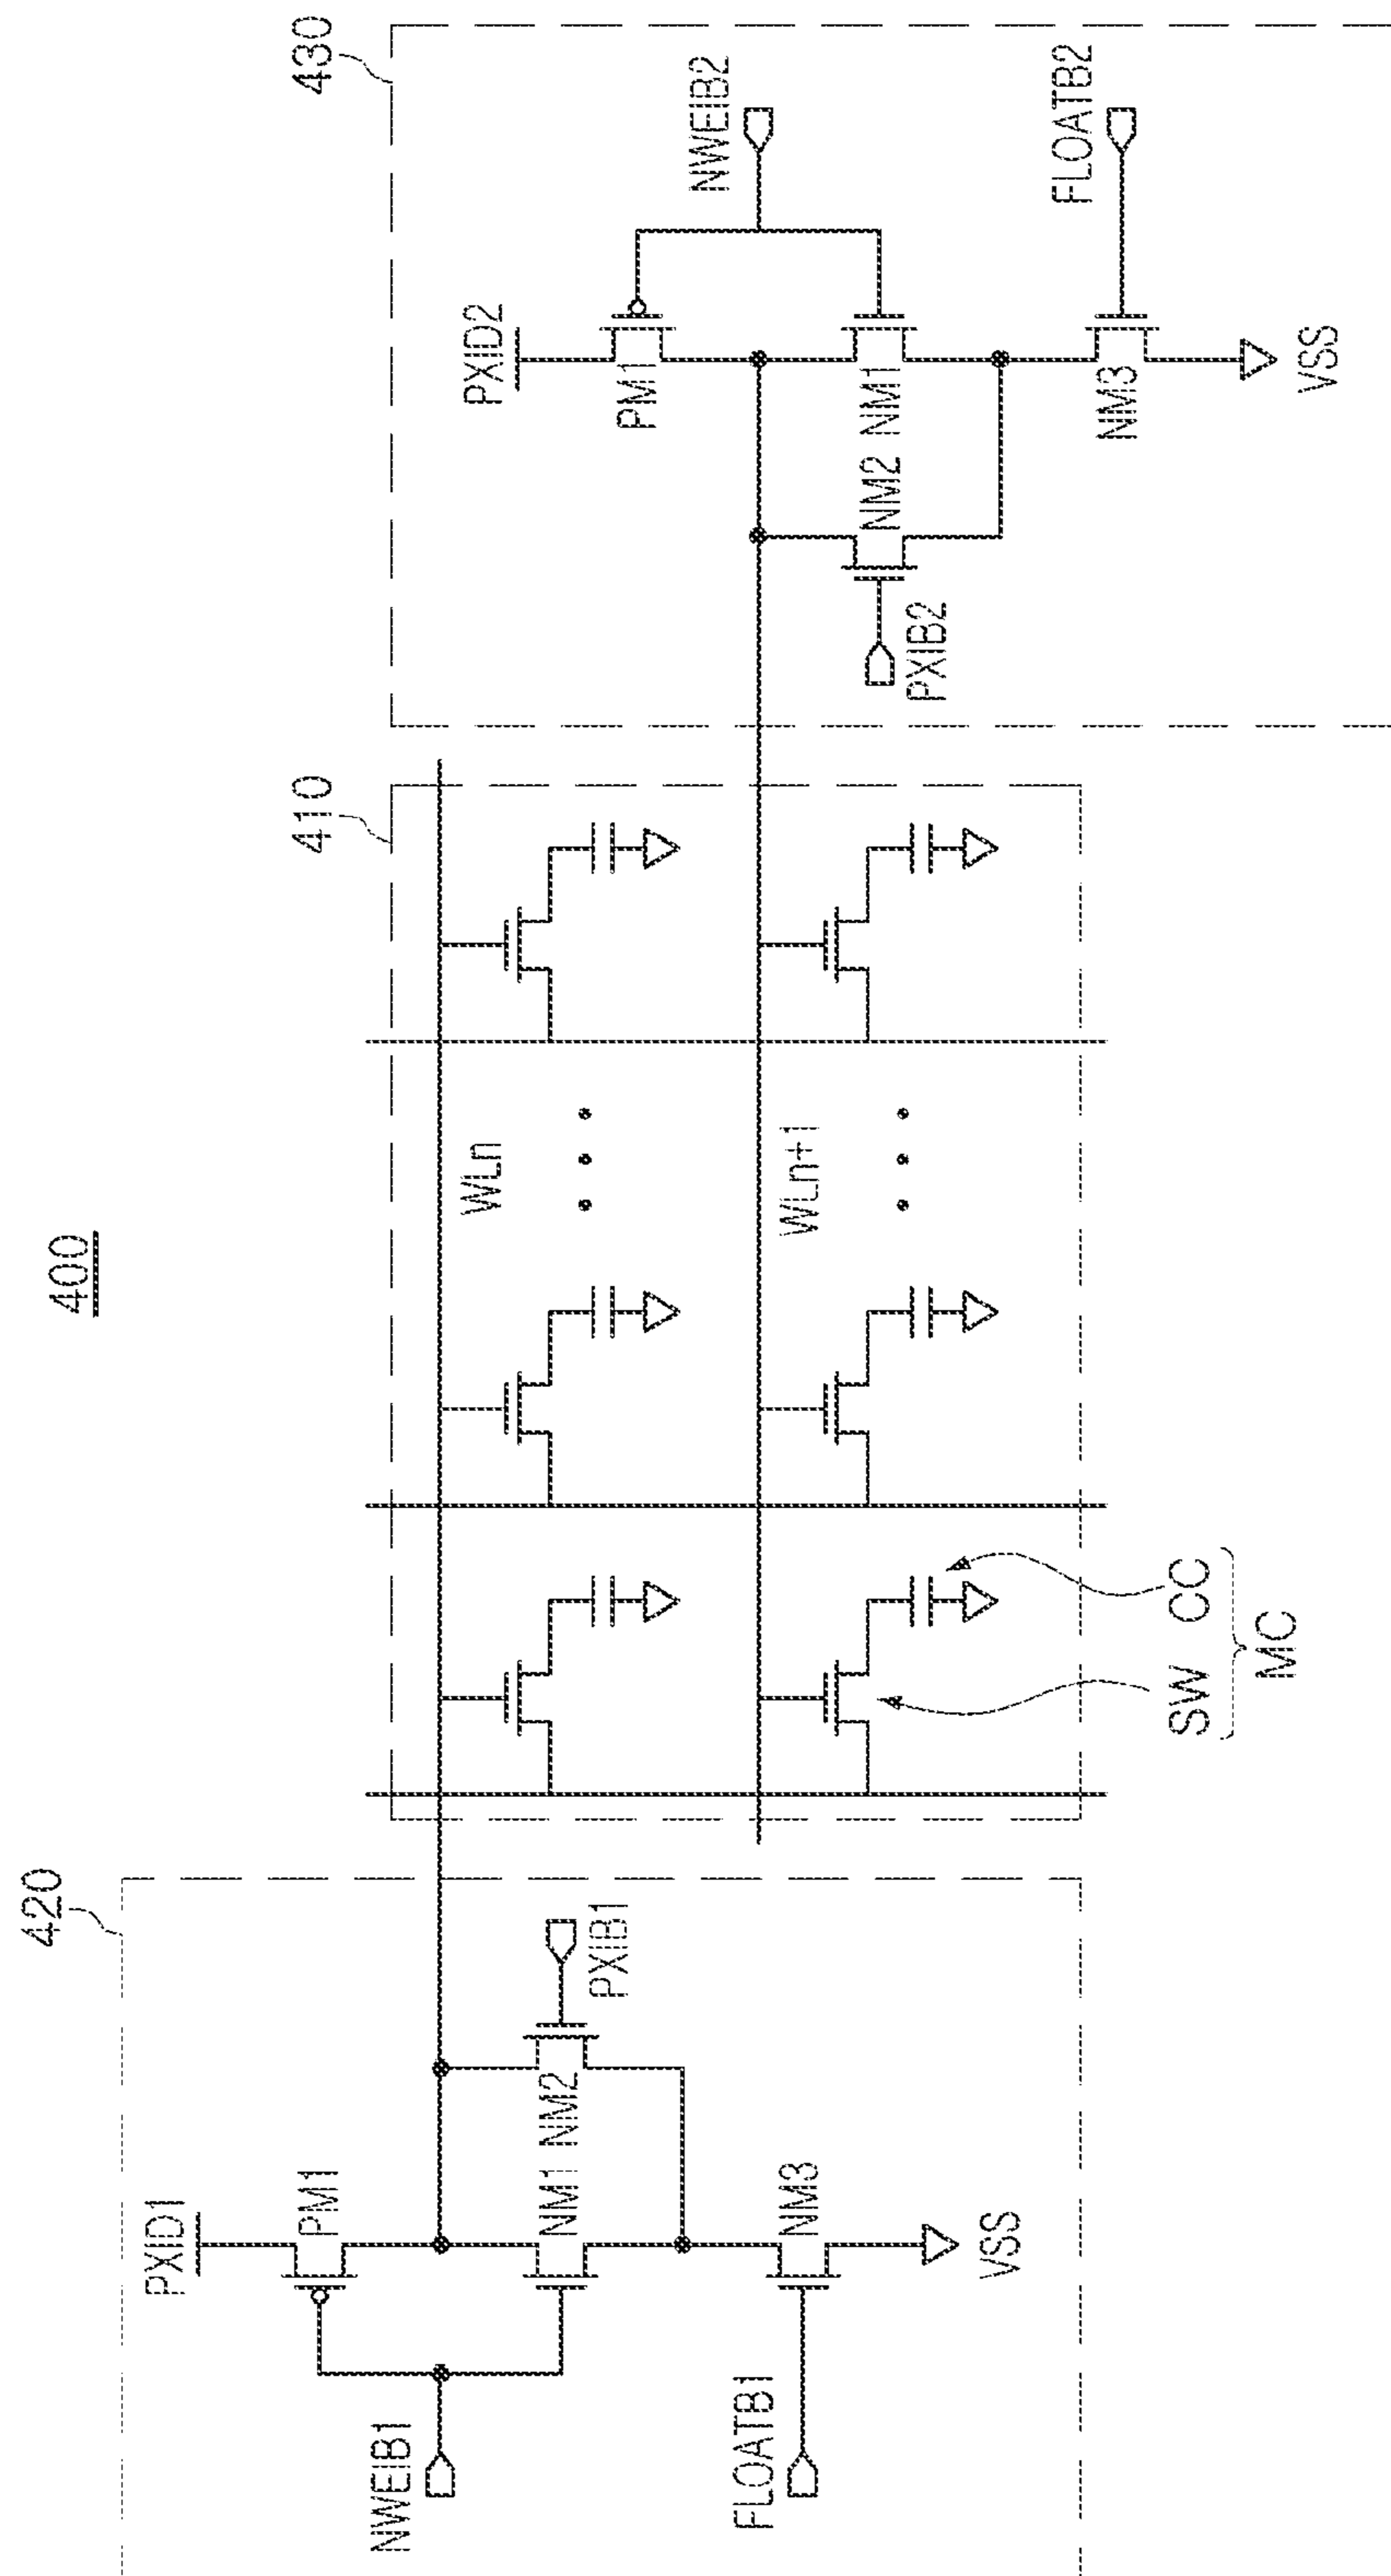 400
420
PXID1
PM1
NWEIB1
NM1
NM2
PXIB1
NM3
FLOATB1
VSS
410
WLn
WLn+1
SW
CC
MC
430
PXID2
PM1
NWEIB2
NM2
NM1
PXIB2
NM3
FLOATB2
VSS